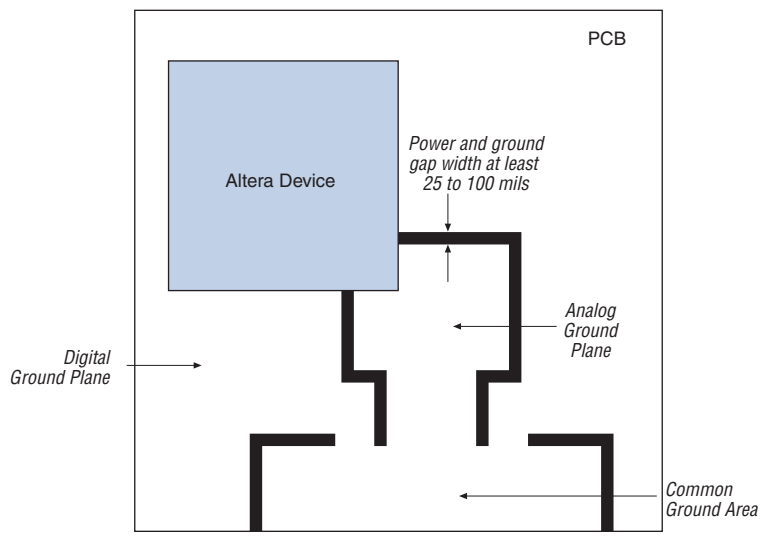 PCB
Power and ground
gap width at least
25 to 100 mils
Altera Device
Analog
Ground
Plane
Digital
Ground Plane
Common
Ground Area